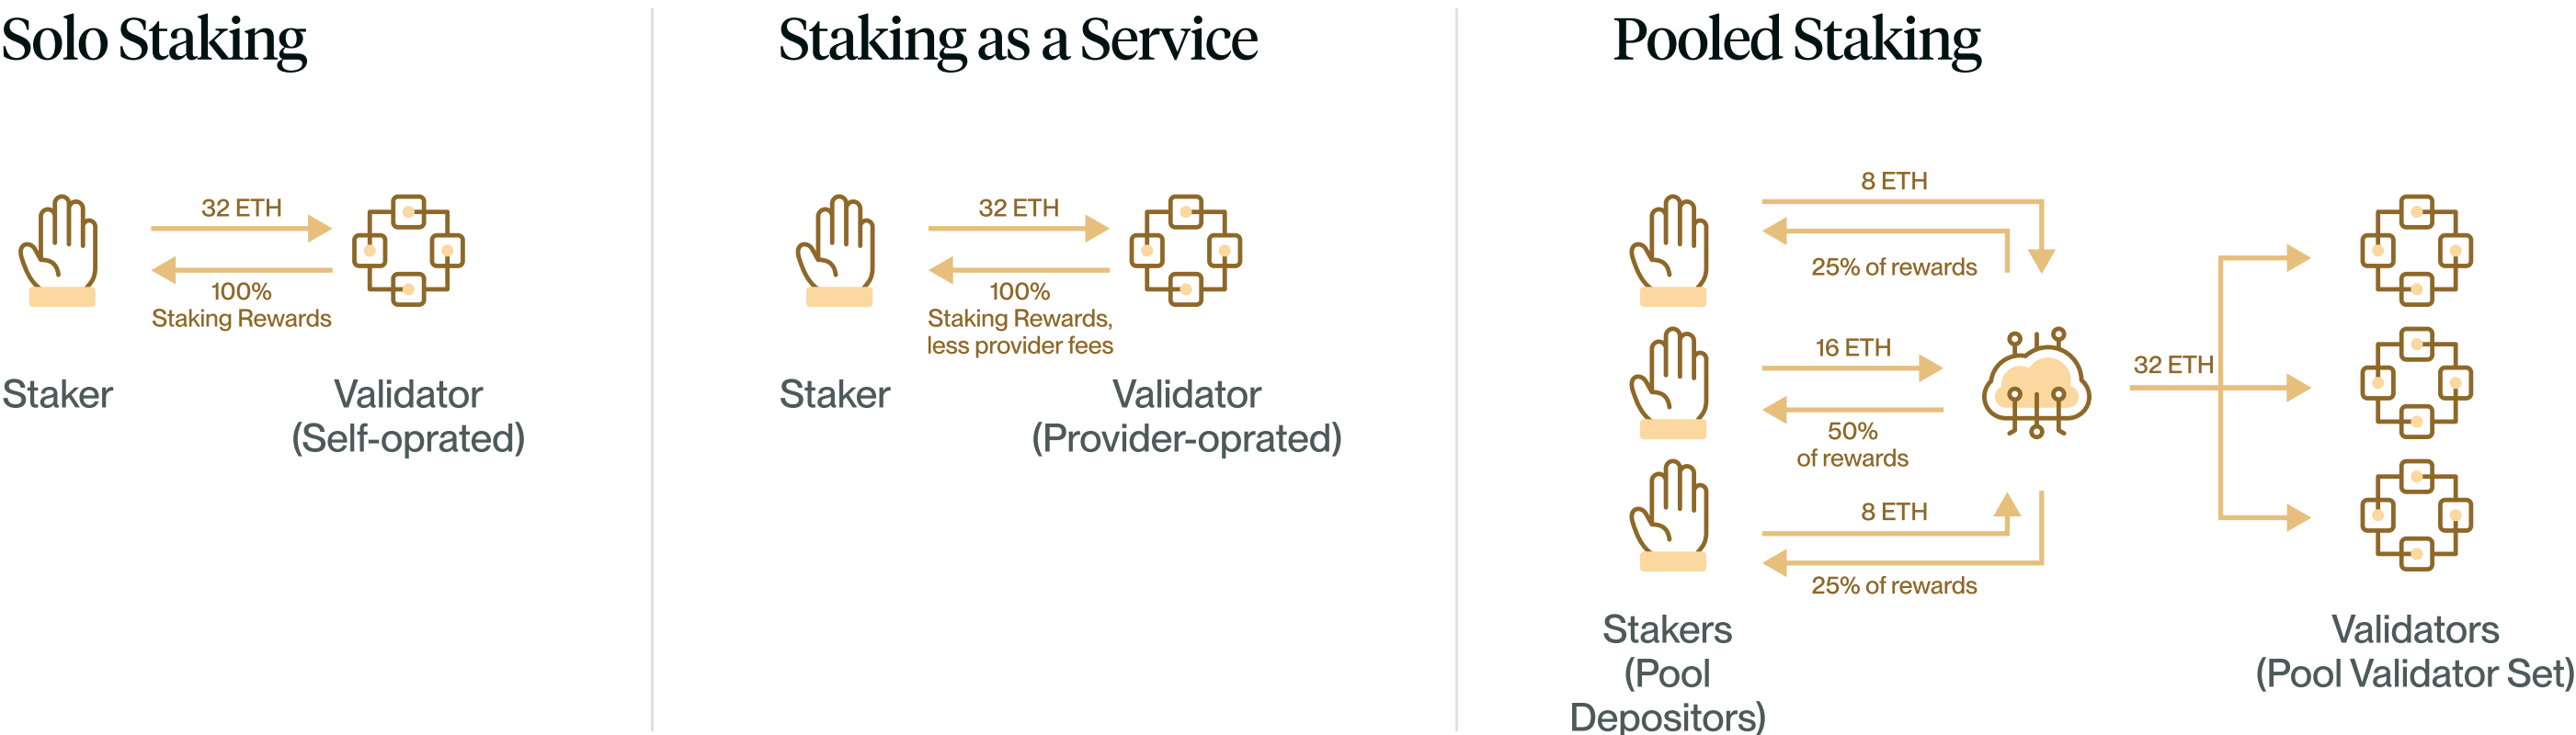 Solo Staking
32 ETH
100%
Staking Rewards
Staker
Validator
(Self-oprated)
Staking as a Service
32 ETH
100%
Staking Rewards,
less provider fees
Staker
Validator
(Provider-oprated)
Pooled Staking
8 ETH
25% of rewards
16 ETH
50%
of rewards
8 ETH
25% of rewards
32 ETH
Stakers
(Pool
Depositors)
Validators
(Pool Validator Set)